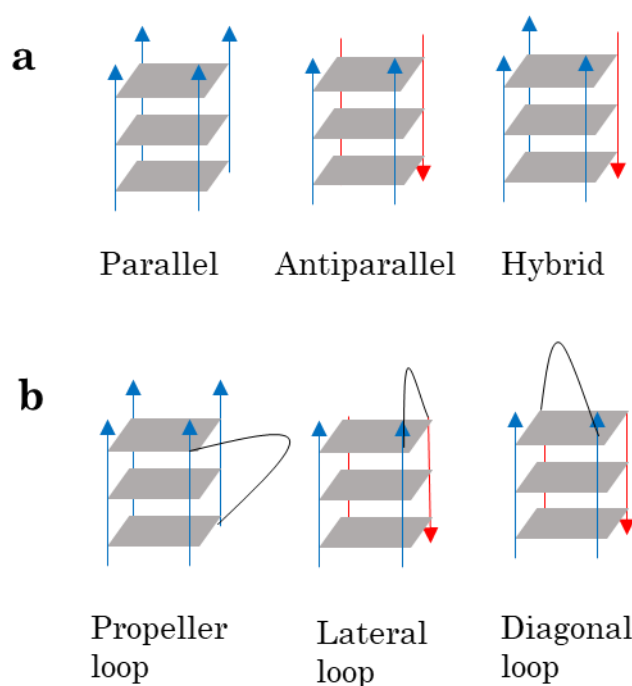 a
Parallel
Antiparallel
Hybrid
b
Propeller
loop
Lateral
loop
Diagonal
loop